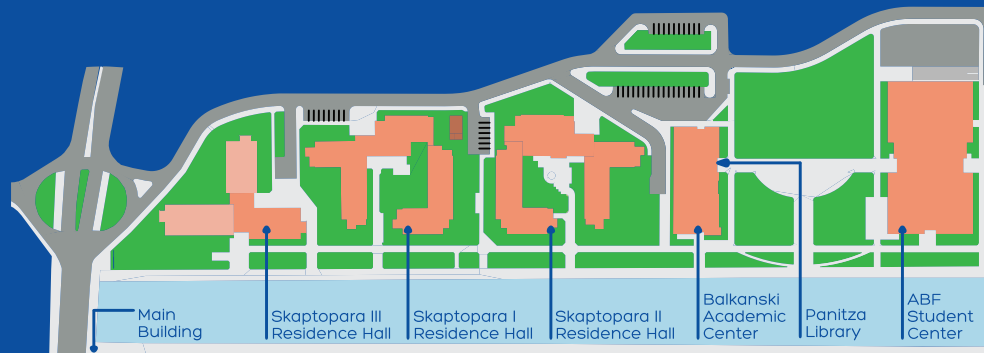 Main
Building
Skaptopara III
Residence Hall
Skaptopara I
Residence Hall
Skaptopara II
Residence Hall
Balkanski
Academic
Center
Panitza
Library
ABF
Student
Center